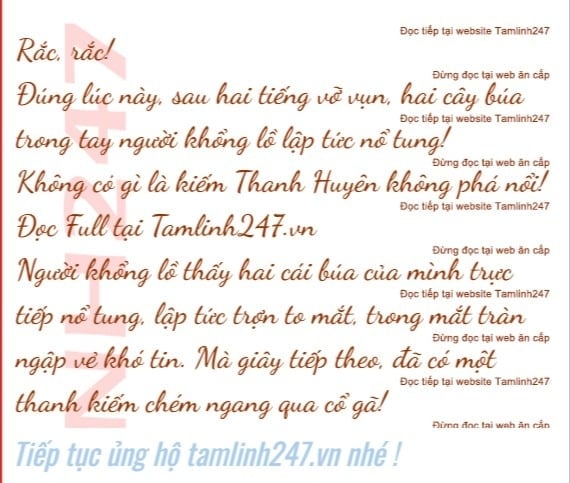 Đọc tiếp tại website Tamlinh247
Rắc, rắc!
Đừng đọc tại web ăn cắp
Đúng lúc này, sau hai tiếng vỡ vụn, hai cây búa
Đọc tiếp tại website Tamlinh247
trong tay người khổng lồ lập tức nổ tung!
Đừng đọc tại web ăn cắp
Không có gì là kiếm Thanh Huyên không phá nổi!
Đọc tiếp tại website Tamlinh247
Đọc Full tại Tamlinh247.vn
Đừng đọc tại web ăn cắp
Người khổng lồ thấy hai cái búa của mình trực
Đọc tiếp tại website Tamlinh247
tiếp nổ tung, lập tức trợn to mắt, trong mắt tràn
Đừng đọc tại web ăn cắp
ngập vẻ khó tin. Mà giây tiếp theo, đã có một
Đọc tiếp tại website Tamlinh247
thanh kiếm chém ngang qua cổ gã!
Đừng đọc tại web ăn cắp
NH247
Tiếp tục ủng hộ tamlinh247.vn nhé !